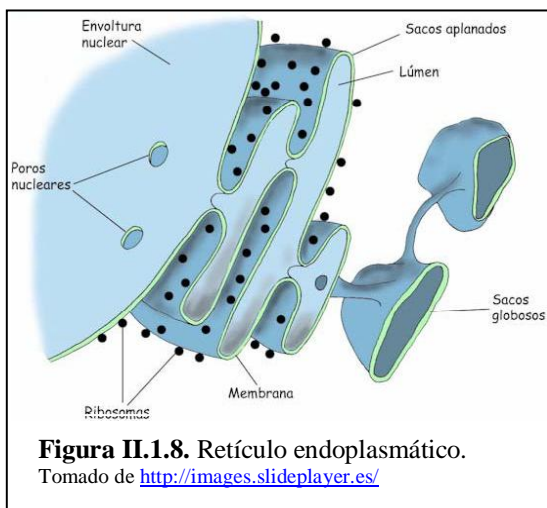 Envoltura
nuclear
Sacos aplanados
Lúmen
Poros
nucleares
Sacos
globosos
Membrana
Ribosomas
Figura II.1.8. Retículo endoplasmático.
Tomado de http://images.slideplayer.es/